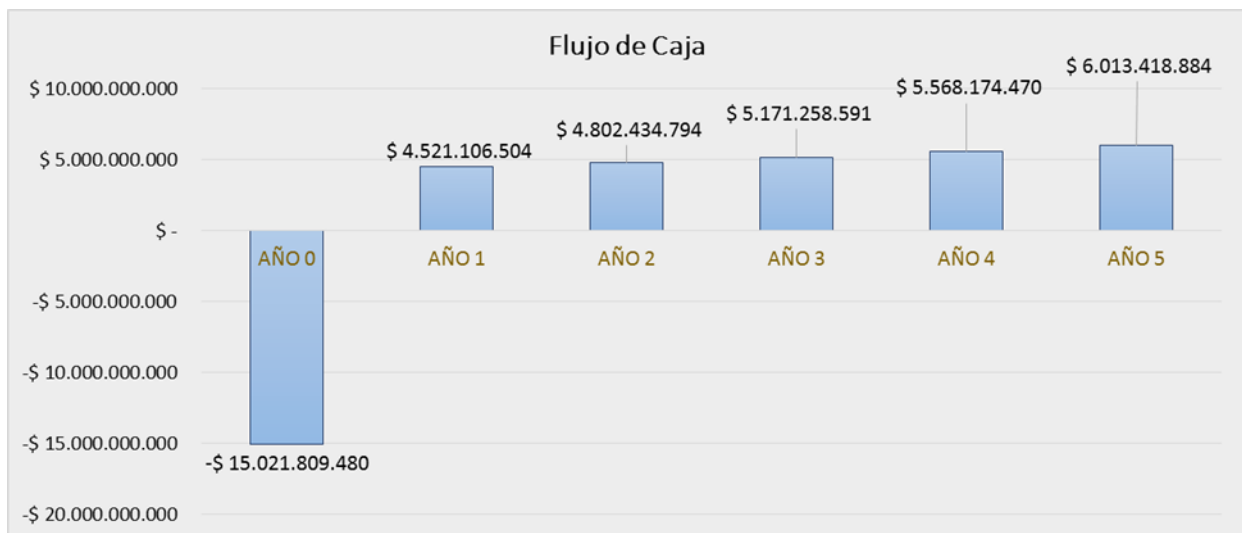 Flujo de Caja
$ 10.000.000.000
$ 5.000.000.000
$ -
-$ 5.000.000.000
-$ 10.000.000.000
-$ 15.000.000.000
-$ 20.000.000.000
-$ 15.021.809.480
$ 4.521.106.504
$ 4.802.434.794
$ 5.171.258.591
$ 5.568.174.470
$ 6.013.418.884
AÑO 0
AÑO 1
AÑO 2
AÑO 3
AÑO 4
AÑO 5